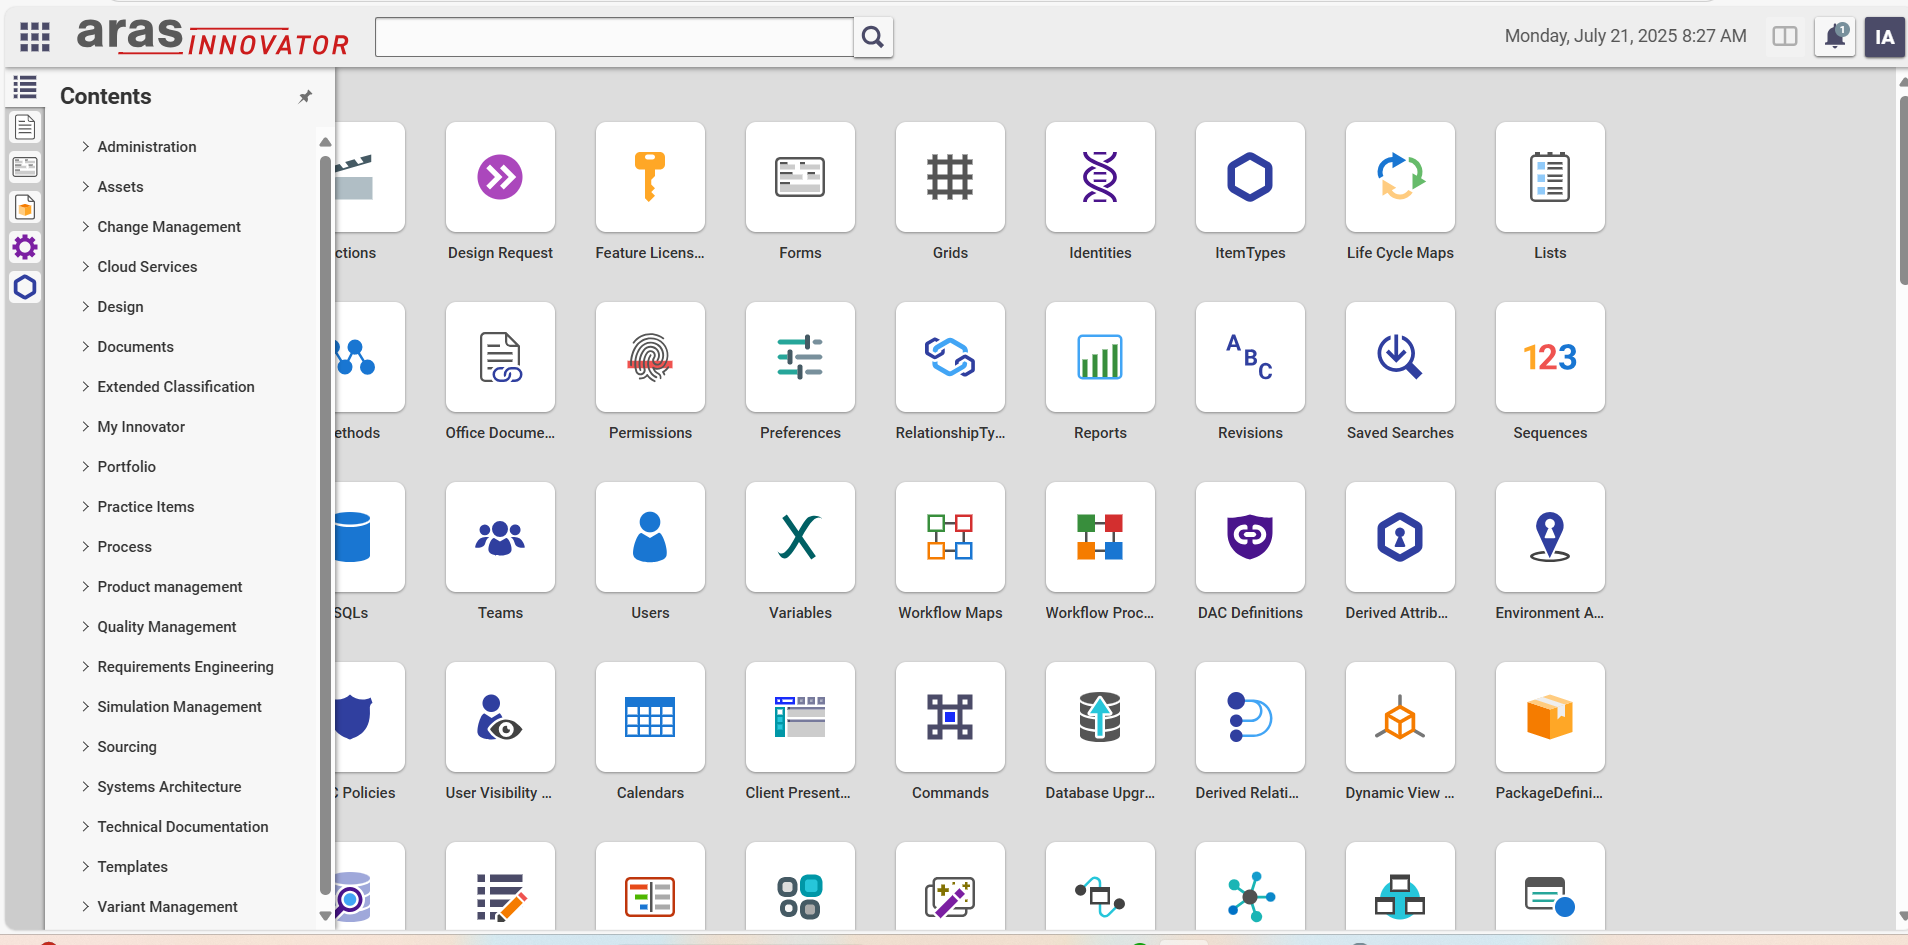 aras INNOVATOR
Monday, July 21, 2025 8:27 AM
1
IA
Contents
Administration
Assets
Change Management
Cloud Services
Design
Documents
Extended Classification
My Innovator
Portfolio
Practice Items
Process
Product management
Quality Management
Requirements Engineering
Simulation Management
Sourcing
Systems Architecture
Technical Documentation
Templates
Variant Management
ctions
Design Request
Feature Licens...
Forms
Grids
Identities
ItemTypes
Life Cycle Maps
Lists
A B C
123
ethods
Office Docume...
Permissions
Preferences
RelationshipTy...
Reports
Revisions
Saved Searches
Sequences
SQLs
Teams
Users
Variables
Workflow Maps
Workflow Proc...
DAC Definitions
Derived Attrib...
Environment A...
C Policies
User Visibility ...
Calendars
Client Present...
Commands
Database Upgr...
Derived Relati...
Dynamic View ...
PackageDefini...